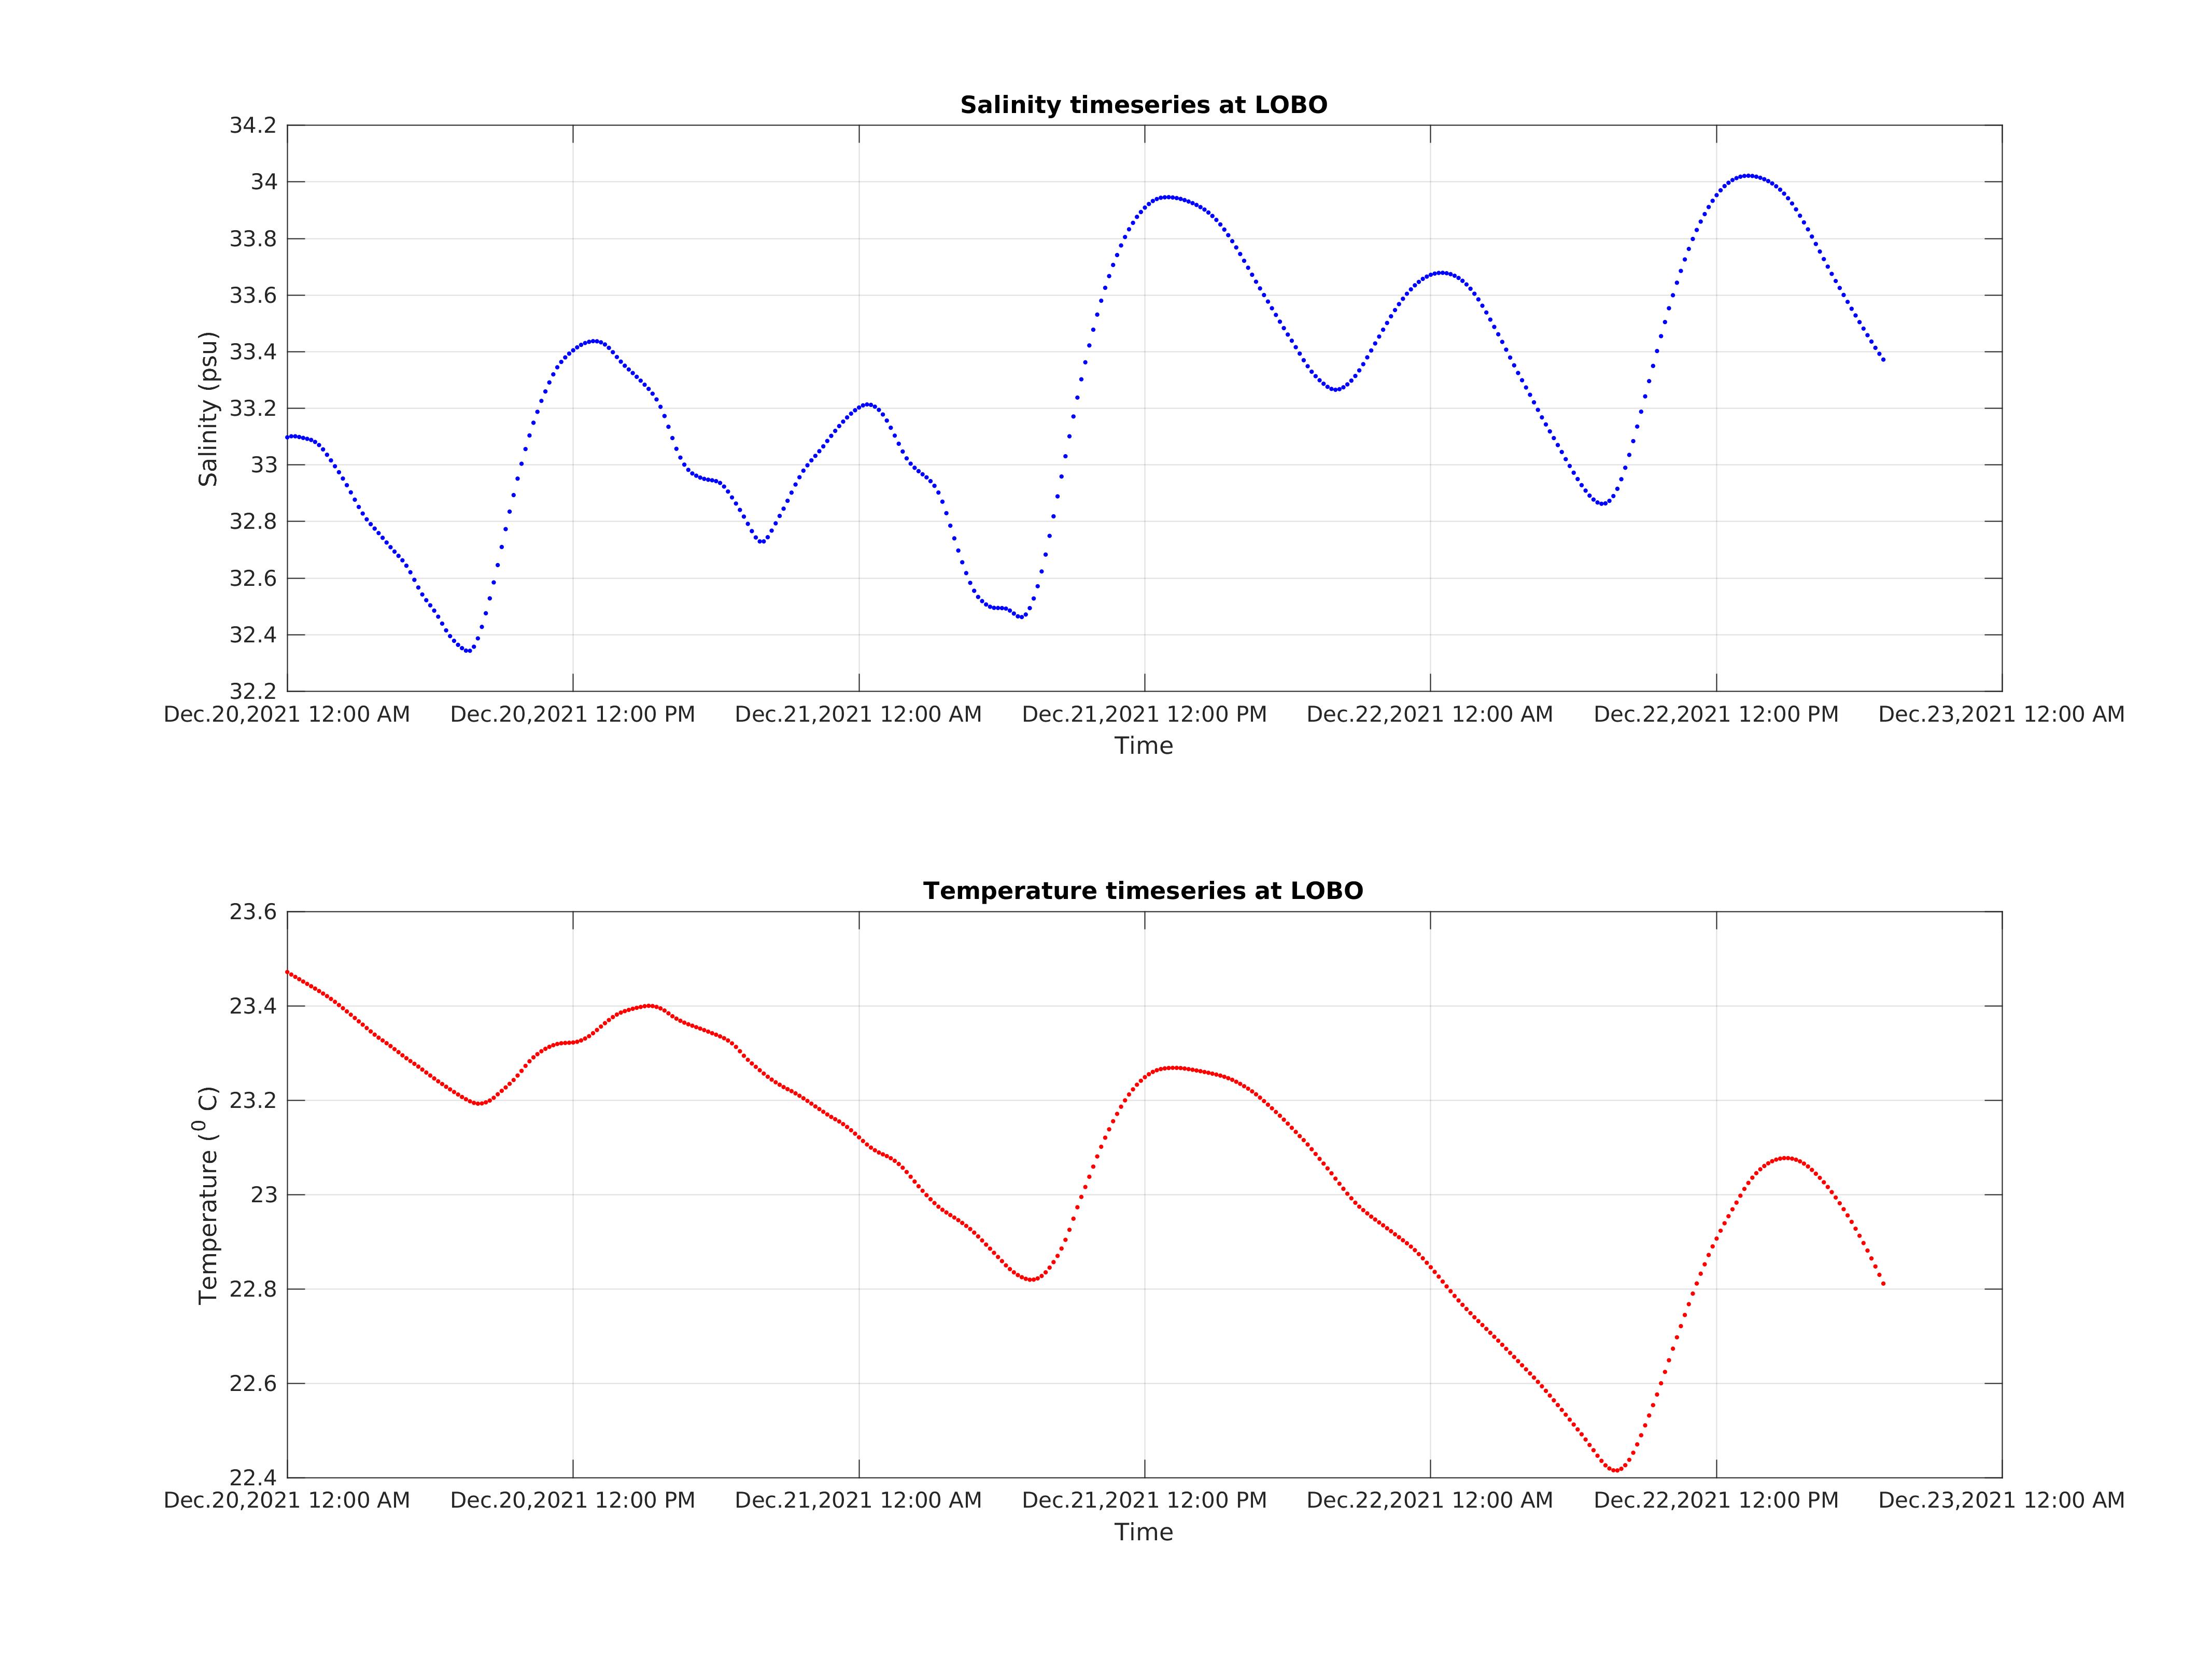 Salinity timeseries at LOBO
34.2
34
33.8
33.6
33.4
33.2
33
32.8
32.6
32.4
32.2
Salinity (psu)
Dec.20,2021 12:00 AM Dec.20,2021 12:00 PM Dec.21,2021 12:00 AM Dec.21,2021 12:00 PM Dec.22,2021 12:00 AM Dec.22,2021 12:00 PM Dec.23,2021 12:00 AM
Time
Temperature timeseries at LOBO
23.6
23.4
23.2
23
22.8
22.6
22.4
Temperature (⁰ C)
Dec.20,2021 12:00 AM Dec.20,2021 12:00 PM Dec.21,2021 12:00 AM Dec.21,2021 12:00 PM Dec.22,2021 12:00 AM Dec.22,2021 12:00 PM Dec.23,2021 12:00 AM
Time